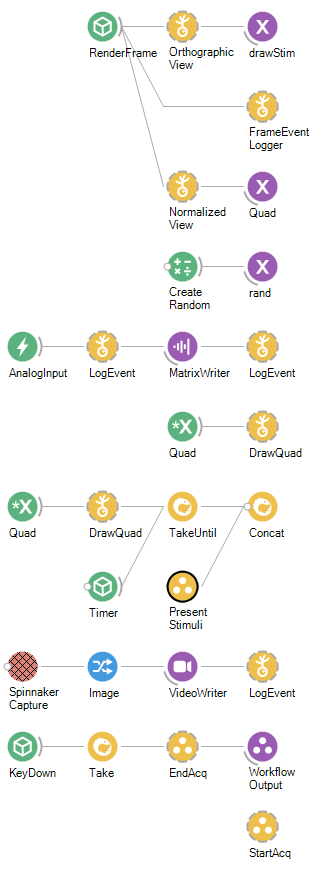 RenderFrame
Orthographic
View
drawStim
FrameEvent
Logger
Normalized
View
X
Quad
Create
Random
X
rand
AnalogInput
LogEvent
MatrixWriter
LogEvent
*X
Quad
DrawQuad
*X
Quad
DrawQuad
TakeUntil
Concat
Timer
Present
Stimuli
Spinnaker
Capture
Image
VideoWriter
LogEvent
KeyDown
Take
EndAcq
Workflow
Output
StartAcq